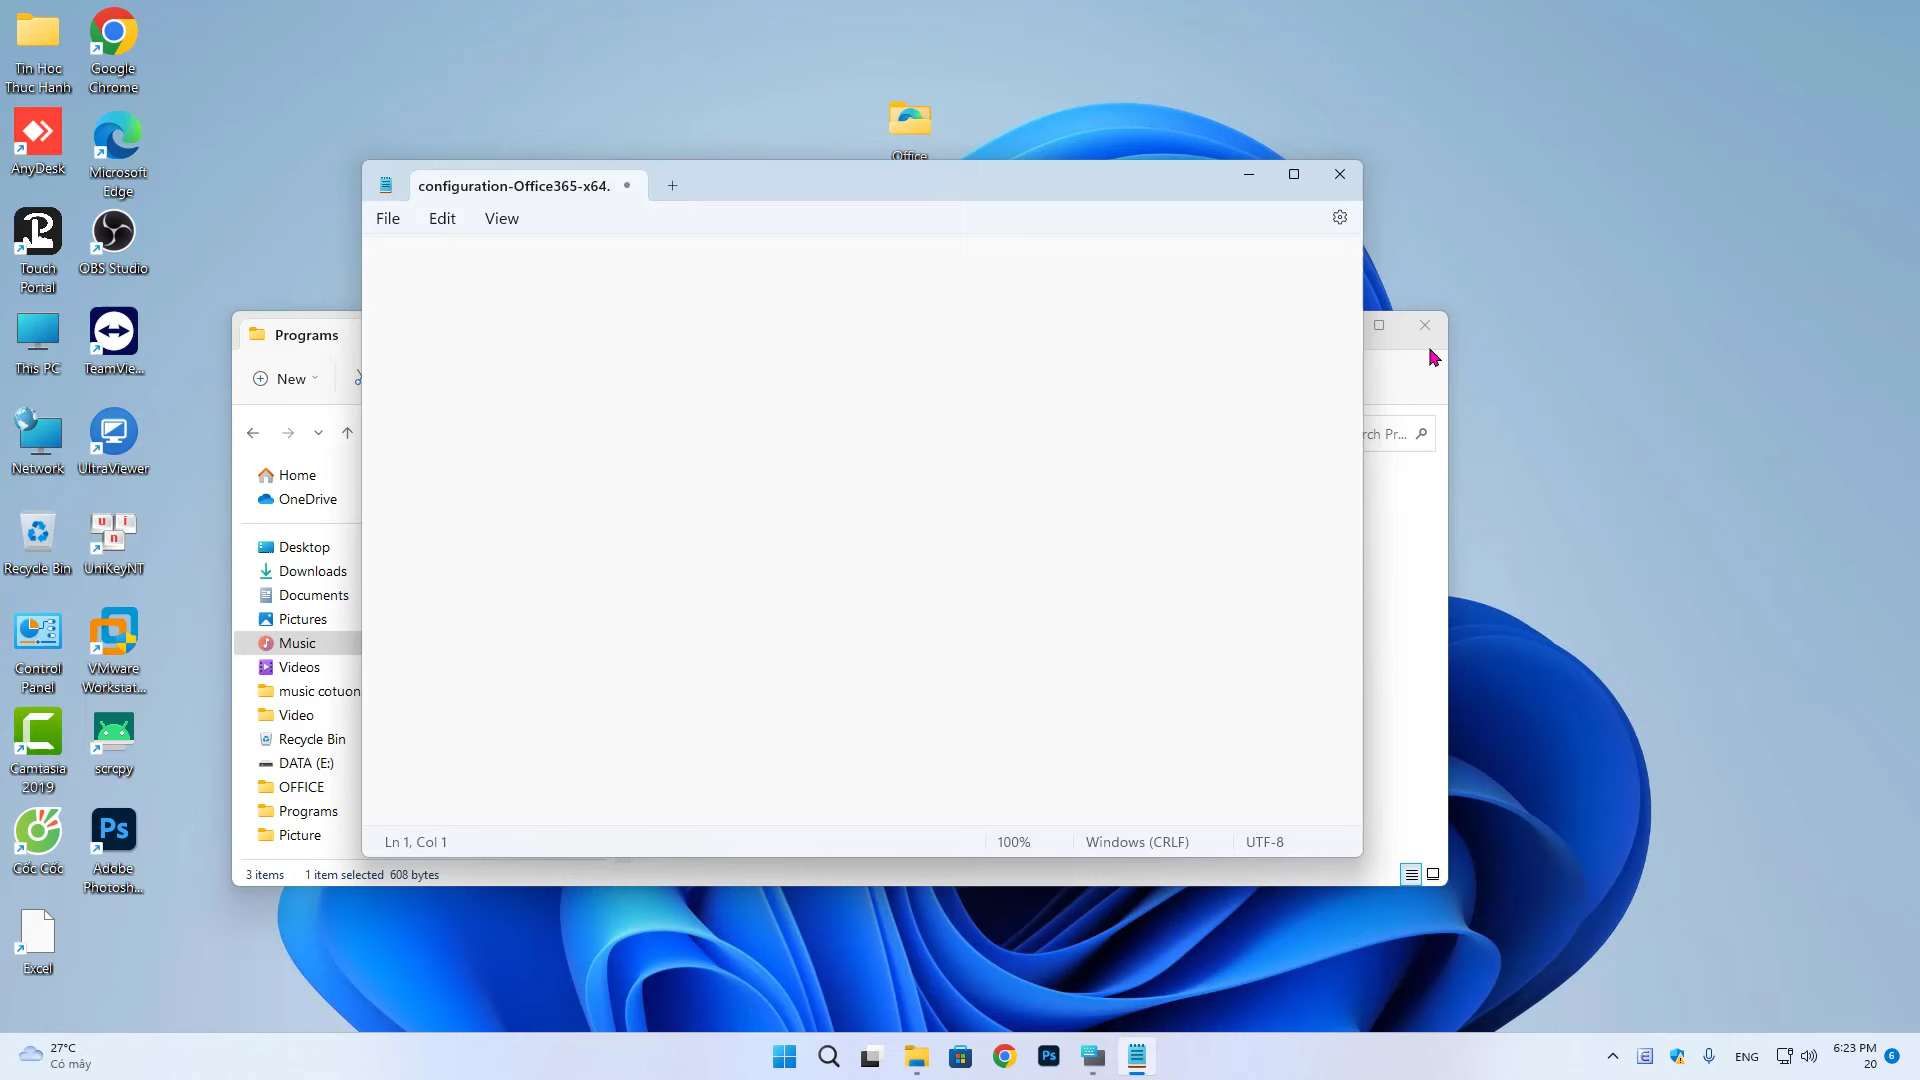 Tin Hoc
Thuc Hanh
Google
Chrome
AnyDesk
Microsoft
Edge
Touch
Portal
OBS Studio
This PC
TeamVie...
Network
UltraViewer
Recycle Bin
UniKeyNT
Control
Panel
VMware
Workstat...
Camtasia
2019
scrcpy
Cốc Cốc
Adobe
Photosh...
Excel
Office
configuration-Office365-x64.
File
Edit
View
Ln 1, Col 1
100%
Windows (CRLF)
UTF-8
Programs
New
rch Pr...
Home
OneDrive
Desktop
Downloads
Documents
Pictures
Music
Videos
music cotuon
Video
Recycle Bin
DATA (E:)
OFFICE
Programs
Picture
3 items
1 item selected 608 bytes
27°C
Có mây
Ps
ENG
6:23 PM
20
6